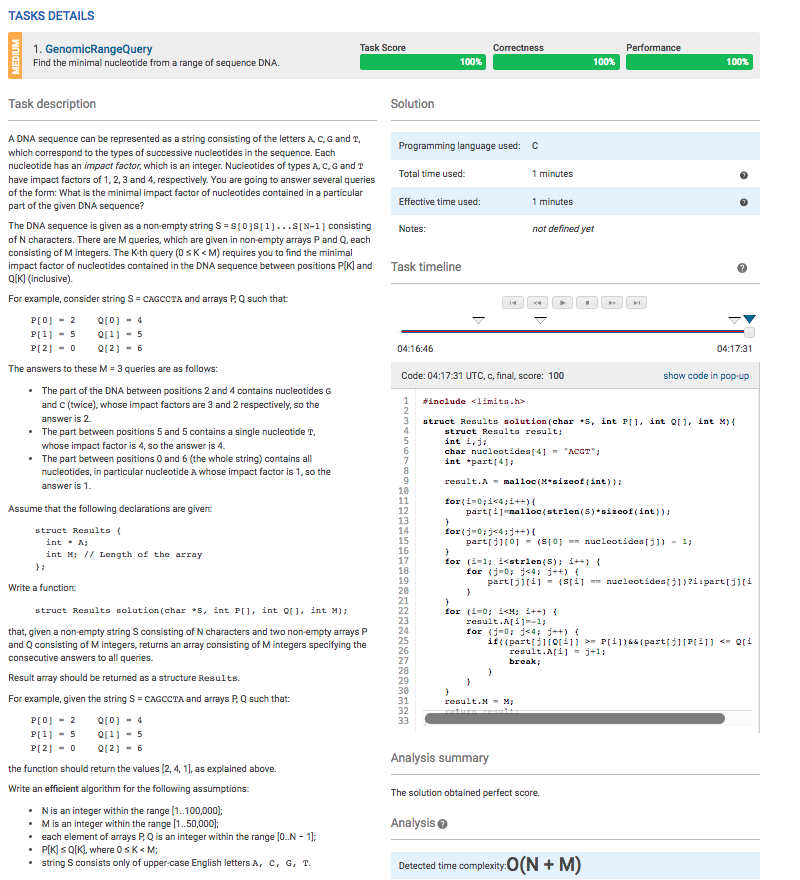 TASKS DETAILS
MEDIUM
1. GenomicRangeQuery
Find the minimal nucleotide from a range of sequence DNA.
Task Score
100%
Correctness
100%
Performance
100%
Task description
A DNA sequence can be represented as a string consisting of the letters A, C, G and T,
which correspond to the types of successive nucleotides in the sequence. Each
nucleotide has an impact factor, which is an integer. Nucleotides of types A, C, G and T
have impact factors of 1, 2, 3 and 4, respectively. You are going to answer several queries
of the form: What is the minimal impact factor of nucleotides contained in a particular
part of the given DNA sequence?
The DNA sequence is given as a non-empty string S = S[0]S[1]...S[N-1] consisting
of N characters. There are M queries, which are given in non-empty arrays P and Q, each
consisting of M integers. The K-th query (0 ≤ K < M) requires you to find the minimal
impact factor of nucleotides contained in the DNA sequence between positions P[K] and
Q[K] (inclusive).
For example, consider string S = CAGCCTA and arrays P, Q such that:
P[0] = 2    Q[0] = 4
P[1] = 5    Q[1] = 5
P[2] = 0    Q[2] = 6
The answers to these M = 3 queries are as follows:
• The part of the DNA between positions 2 and 4 contains nucleotides G
and C (twice), whose impact factors are 3 and 2 respectively, so the
answer is 2.
• The part between positions 5 and 5 contains a single nucleotide T,
whose impact factor is 4, so the answer is 4.
• The part between positions 0 and 6 (the whole string) contains all
nucleotides, in particular nucleotide A whose impact factor is 1, so the
answer is 1.
Assume that the following declarations are given:
struct Results {
int * A;
int M; // Length of the array
};
Write a function:
struct Results solution(char *S, int P[], int Q[], int M);
that, given a non-empty string S consisting of N characters and two non-empty arrays P
and Q consisting of M integers, returns an array consisting of M integers specifying the
consecutive answers to all queries.
Result array should be returned as a structure Results.
For example, given the string S = CAGCCTA and arrays P, Q such that:
P[0] = 2    Q[0] = 4
P[1] = 5    Q[1] = 5
P[2] = 0    Q[2] = 6
the function should return the values [2, 4, 1], as explained above.
Write an efficient algorithm for the following assumptions:
• N is an integer within the range [1..100,000];
• M is an integer within the range [1..50,000];
• each element of arrays P, Q is an integer within the range [0..N − 1];
• P[K] ≤ Q[K], where 0 ≤ K < M;
• string S consists only of upper-case English letters A, C, G, T.
Solution
Programming language used: C
Total time used: 1 minutes
Effective time used: 1 minutes
Notes: not defined yet
Task timeline
04:16:46
04:17:31
Code: 04:17:31 UTC, c, final, score: 100
show code in pop-up
1 #include <limits.h>
2
3 struct Results solution(char *S, int P[], int Q[], int M){
4 struct Results result;
5 int i,j;
6 char nucleotides[4] = "ACGT";
7 int *part[4];
8
9 result.A = malloc(M*sizeof(int));
10
11 for(i=0;i<4;i++){
12 part[i]=malloc(strlen(S)*sizeof(int));
13 }
14 for(j=0;j<4;j++){
15 part[j][0] = (S[0] == nucleotides[j]) - 1;
16 }
17 for (i=1; i<strlen(S); i++) {
18 for (j=0; j<4; j++) {
19 part[j][i] = (S[i] == nucleotides[j])?i:part[j][i
20 }
21 }
22 for (i=0; i<M; i++) {
23 result.A[i]=-1;
24 for (j=0; j<4; j++) {
25 if((part[j][Q[i]] >= P[i])&&(part[j][P[i]] <= Q[i
26 result.A[i] = j+1;
27 break;
28 }
29 }
30 }
31 result.M = M;
32 return result;
33
Analysis summary
The solution obtained perfect score.
Analysis
Detected time complexity: O(N + M)